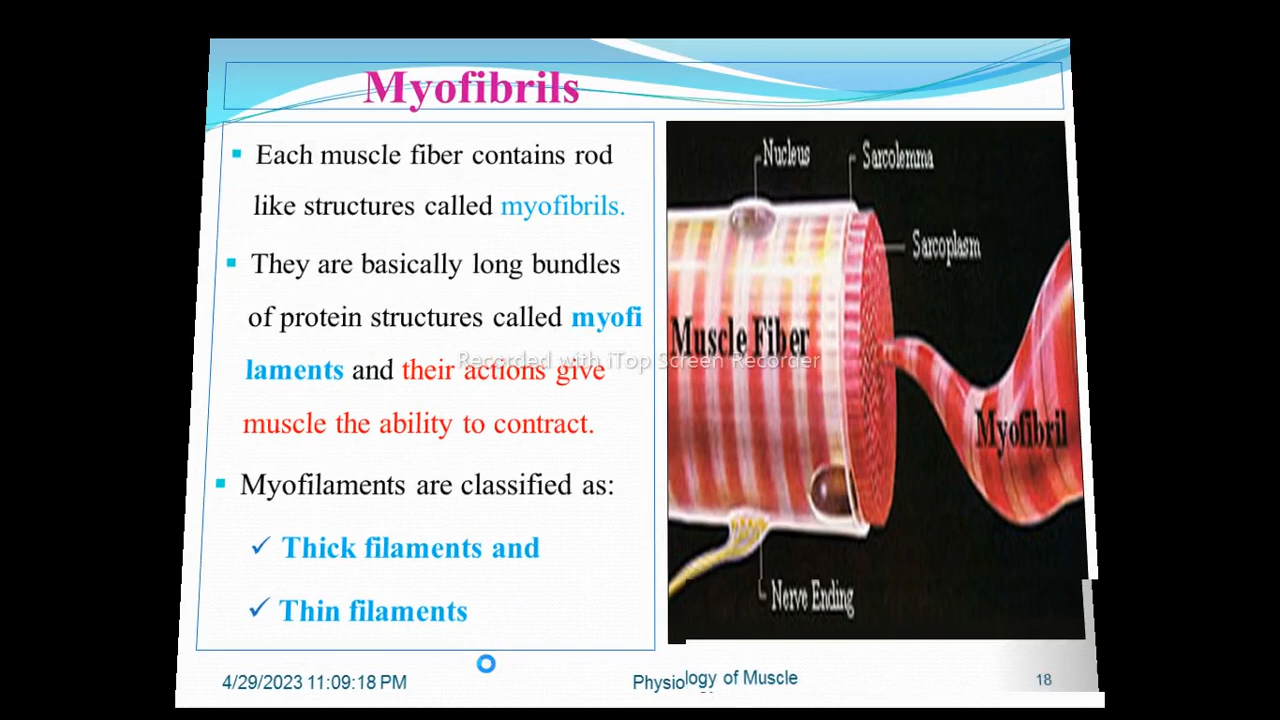 Myofibrils
Each muscle fiber contains rod
like structures called myofibrils.
They are basically long bundles
of protein structures called myofi
laments and their actions give
muscle the ability to contract.
Myofilaments are classified as:
Thick filaments and
Thin filaments
Nucleus
Sarcolemma
Sarcoplasm
Muscle Fiber
Myofibril
Nerve Ending
Recorded with iTop Screen Recorder
4/29/2023 11:09:18 PM
Physiology of Muscle
18